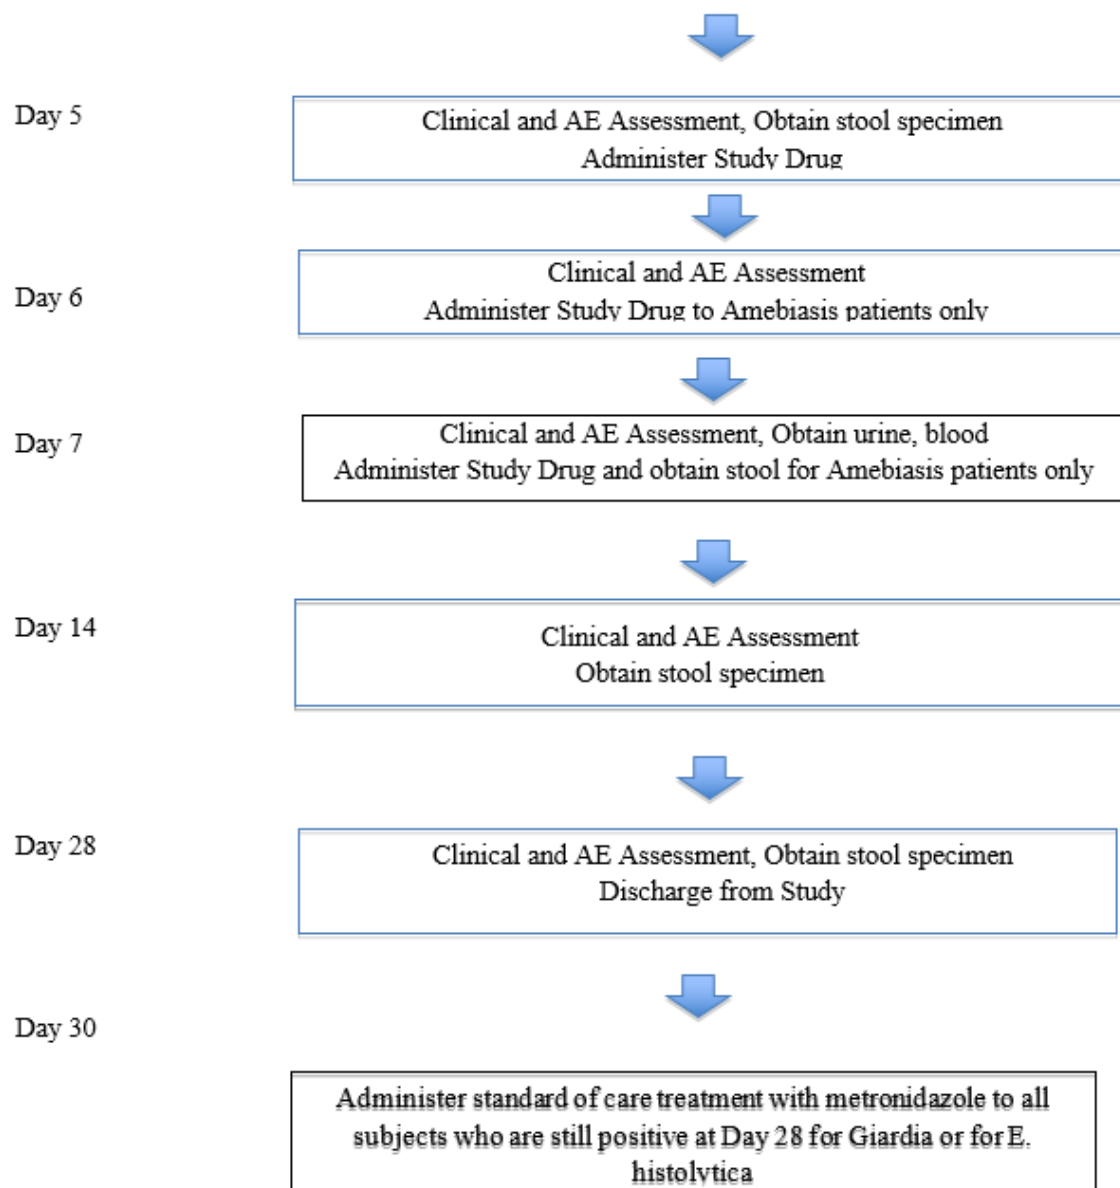 Day 5
Clinical and AE Assessment, Obtain stool specimen
Administer Study Drug
Day 6
Clinical and AE Assessment
Administer Study Drug to Amebiasis patients only
Day 7
Clinical and AE Assessment, Obtain urine, blood
Administer Study Drug and obtain stool for Amebiasis patients only
Day 14
Clinical and AE Assessment
Obtain stool specimen
Day 28
Clinical and AE Assessment, Obtain stool specimen
Discharge from Study
Day 30
Administer standard of care treatment with metronidazole to all
subjects who are still positive at Day 28 for Giardia or for E.
histolytica